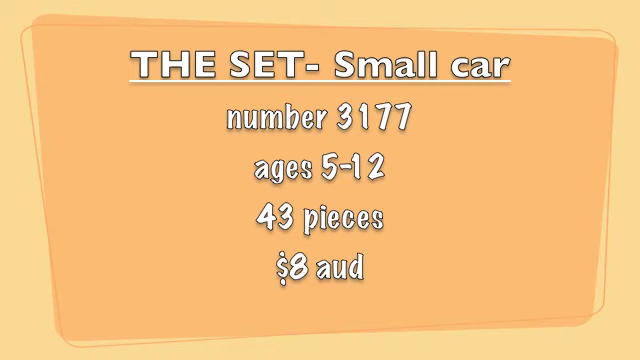 THE SET- Small car
number 3177
ages 5-12
43 pieces
$8 aud